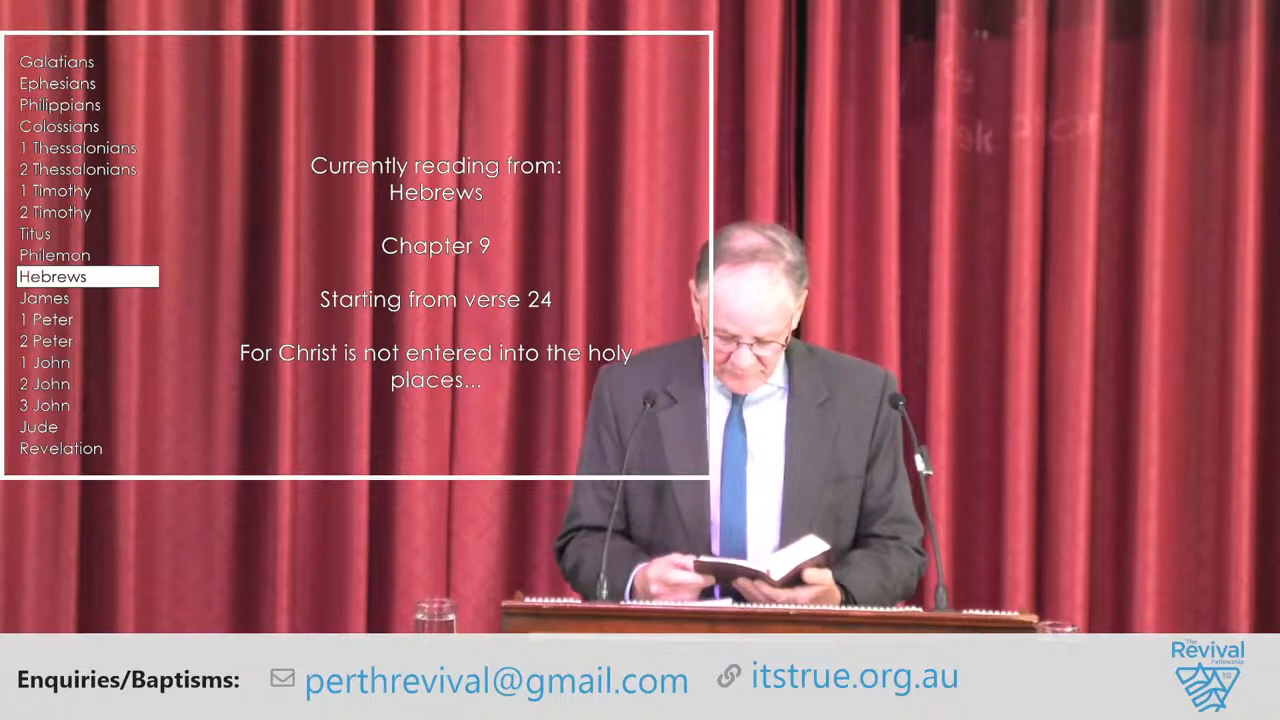 Galatians
Ephesians
Philippians
Colossians
1 Thessalonians
2 Thessalonians
1 Timothy
2 Timothy
Titus
Philemon
Hebrews
James
1 Peter
2 Peter
1 John
2 John
3 John
Jude
Revelation
Currently reading from:
Hebrews
Chapter 9
Starting from verse 24
For Christ is not entered into the holy
places...
Enquiries/Baptisms:
perthrevival@gmail.com
itstrue.org.au
The
Revival
Fellowship